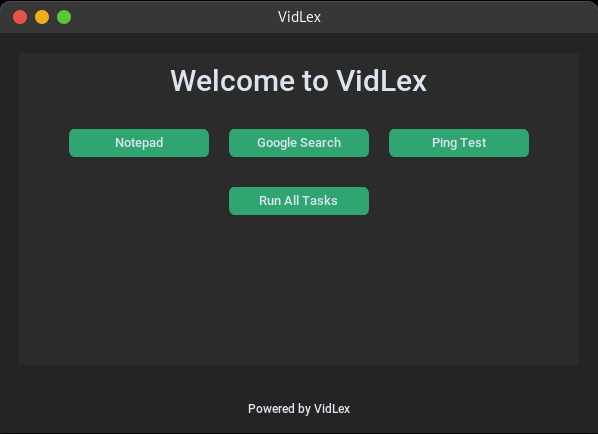 VidLex
Welcome to VidLex
Notepad Google Search Ping Test
Run All Tasks
Powered by VidLex